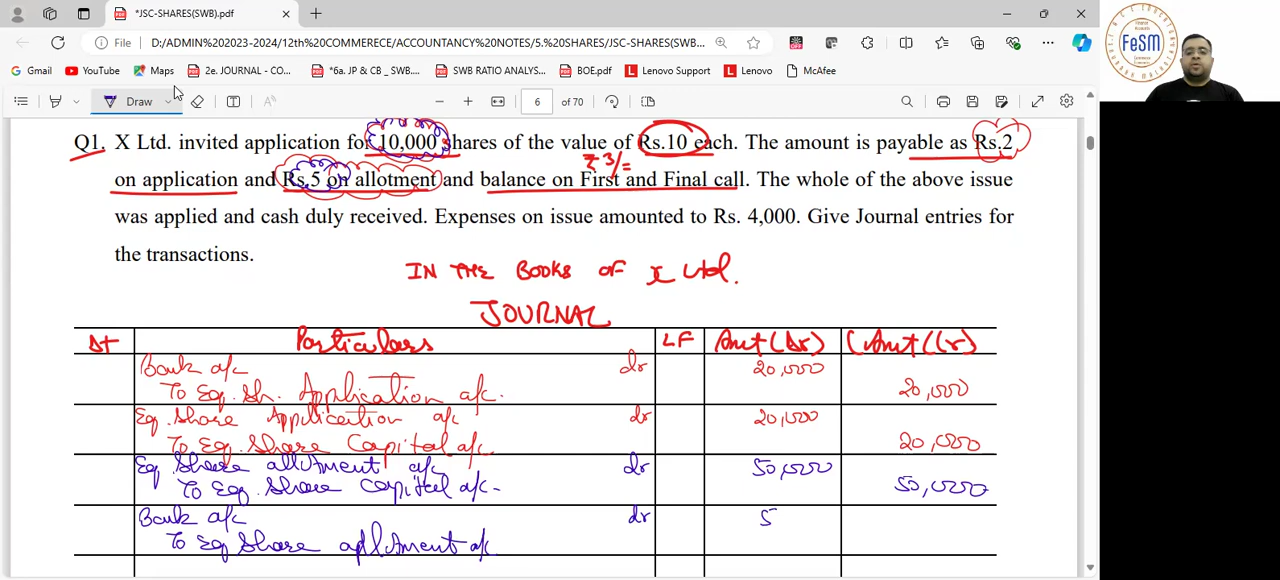 *JSC-SHARES(SWB).pdf
File D:/ADMIN%202023-2024/12th%20COMMERECE/ACCOUNTANCY%20NOTES/5.%20SHARES/JSC-SHARES(SWB...
Gmail YouTube Maps 2e. JOURNAL - CO... *6a. JP & CB _SWB.... SWB RATIO ANALYS... BOE.pdf Lenovo Support Lenovo McAfee
Draw 6 of 70
FeSM
Q1. X Ltd. invited application for 10,000 shares of the value of Rs.10 each. The amount is payable as Rs.2
₹3/=
on application and Rs.5 on allotment and balance on First and Final call. The whole of the above issue
was applied and cash duly received. Expenses on issue amounted to Rs. 4,000. Give Journal entries for
the transactions.
IN THE BOOKS OF X Ltd.
JOURNAL
Dt Particulars LF Amt(Dr) Amt(Cr)
Bank a/c dr 20,000
To Eq. Sh. Application a/c. 20,000
Eq. Share Application a/c dr 20,000
To Eq. Share Capital a/c. 20,000
Eq. Share allotment a/c dr 50,000
To Eq. Share Capital a/c- 50,000
Bank a/c dr 5
To Eq Share apllotment a/c